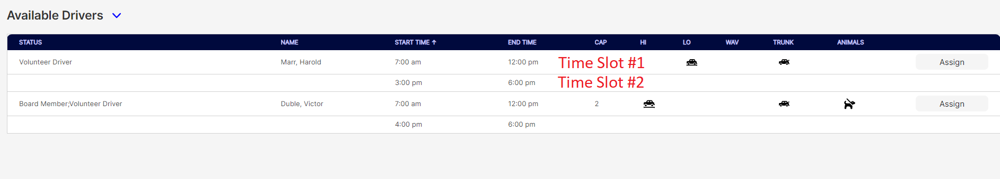 Available Drivers
STATUS NAME START TIME ↑ END TIME CAP HI LO WAV TRUNK ANIMALS
Volunteer Driver Marr, Harold 7:00 am 12:00 pm Time Slot #1 Assign
3:00 pm 6:00 pm Time Slot #2
Board Member;Volunteer Driver Duble, Victor 7:00 am 12:00 pm 2 Assign
4:00 pm 6:00 pm